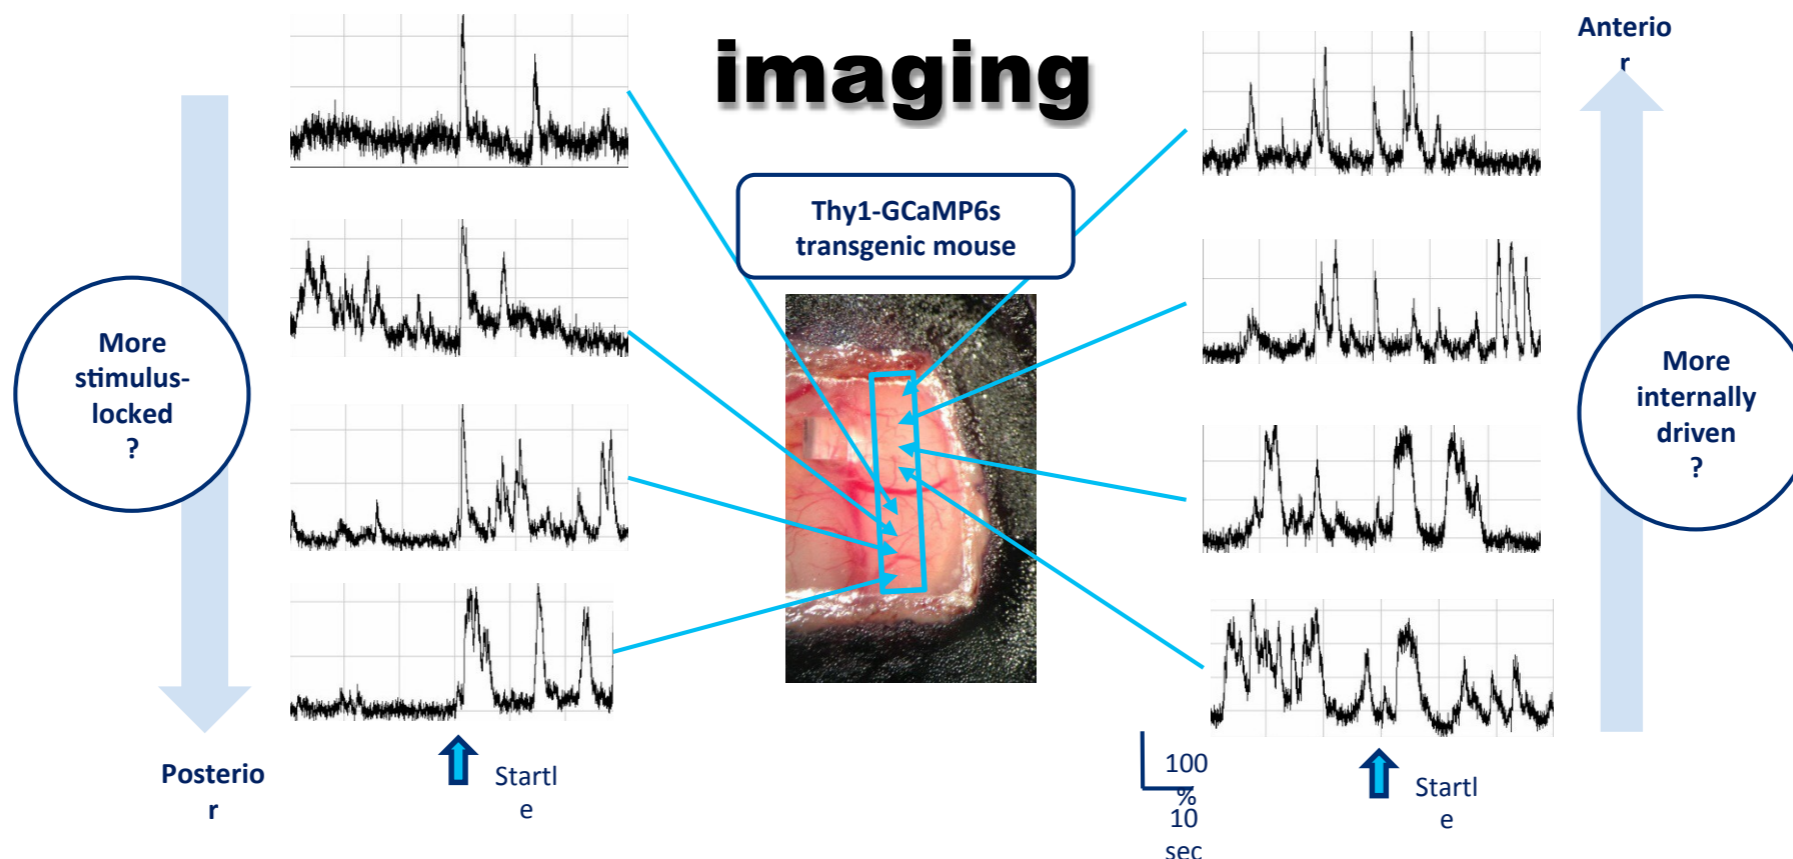 imaging
Anterio
r
Thy1-GCaMP6s
transgenic mouse
More
stimulus-
locked
?
More
internally
driven
?
Posterio
r
Startl
e
100
%
10
sec
Startl
e